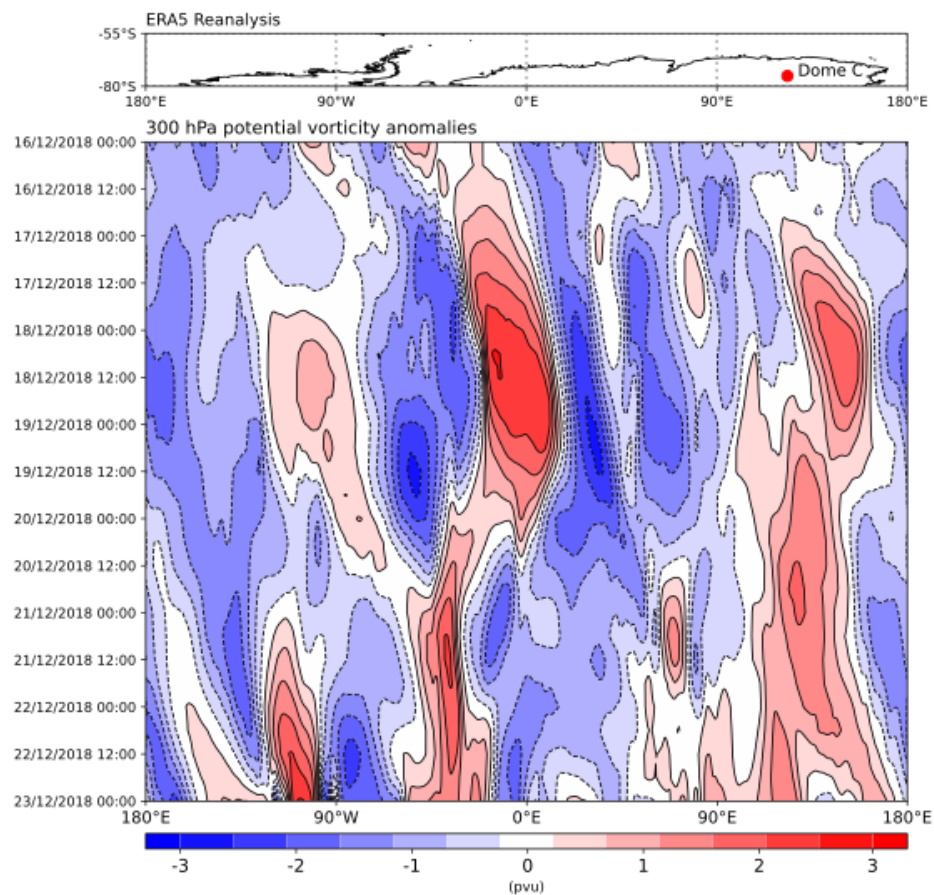 ERA5 Reanalysis
-55°S
Dome C
-80°S
180°E 90°W 0°E 90°E 180°E
300 hPa potential vorticity anomalies
16/12/2018 00:00
16/12/2018 12:00
17/12/2018 00:00
17/12/2018 12:00
18/12/2018 00:00
18/12/2018 12:00
19/12/2018 00:00
19/12/2018 12:00
20/12/2018 00:00
20/12/2018 12:00
21/12/2018 00:00
21/12/2018 12:00
22/12/2018 00:00
22/12/2018 12:00
23/12/2018 00:00
180°E 90°W 0°E 90°E 180°E
-3 -2 -1 0 1 2 3
(pvu)